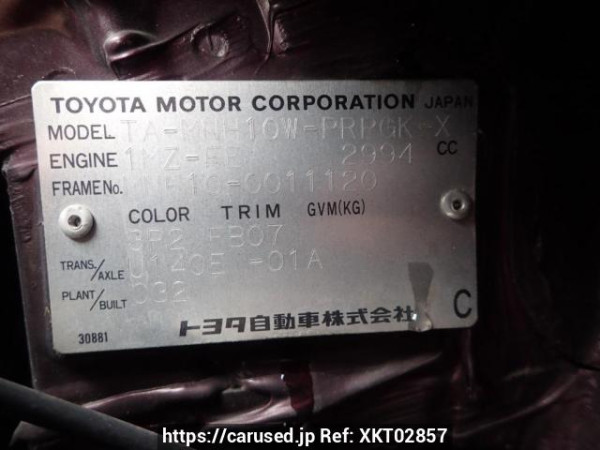 TOYOTA MOTOR CORPORATION JAPAN
MODEL TA-MNH10W-PRPGK-X
ENGINE 1MZ-FE 2994 CC
FRAME No. MNH10-0011120
COLOR TRIM GVM(KG)
3P2 FB07
TRANS./AXLE U140E -01A
PLANT/BUILT
30881 トヨタ自動車株式会社 C
https://carused.jp Ref: XKT02857